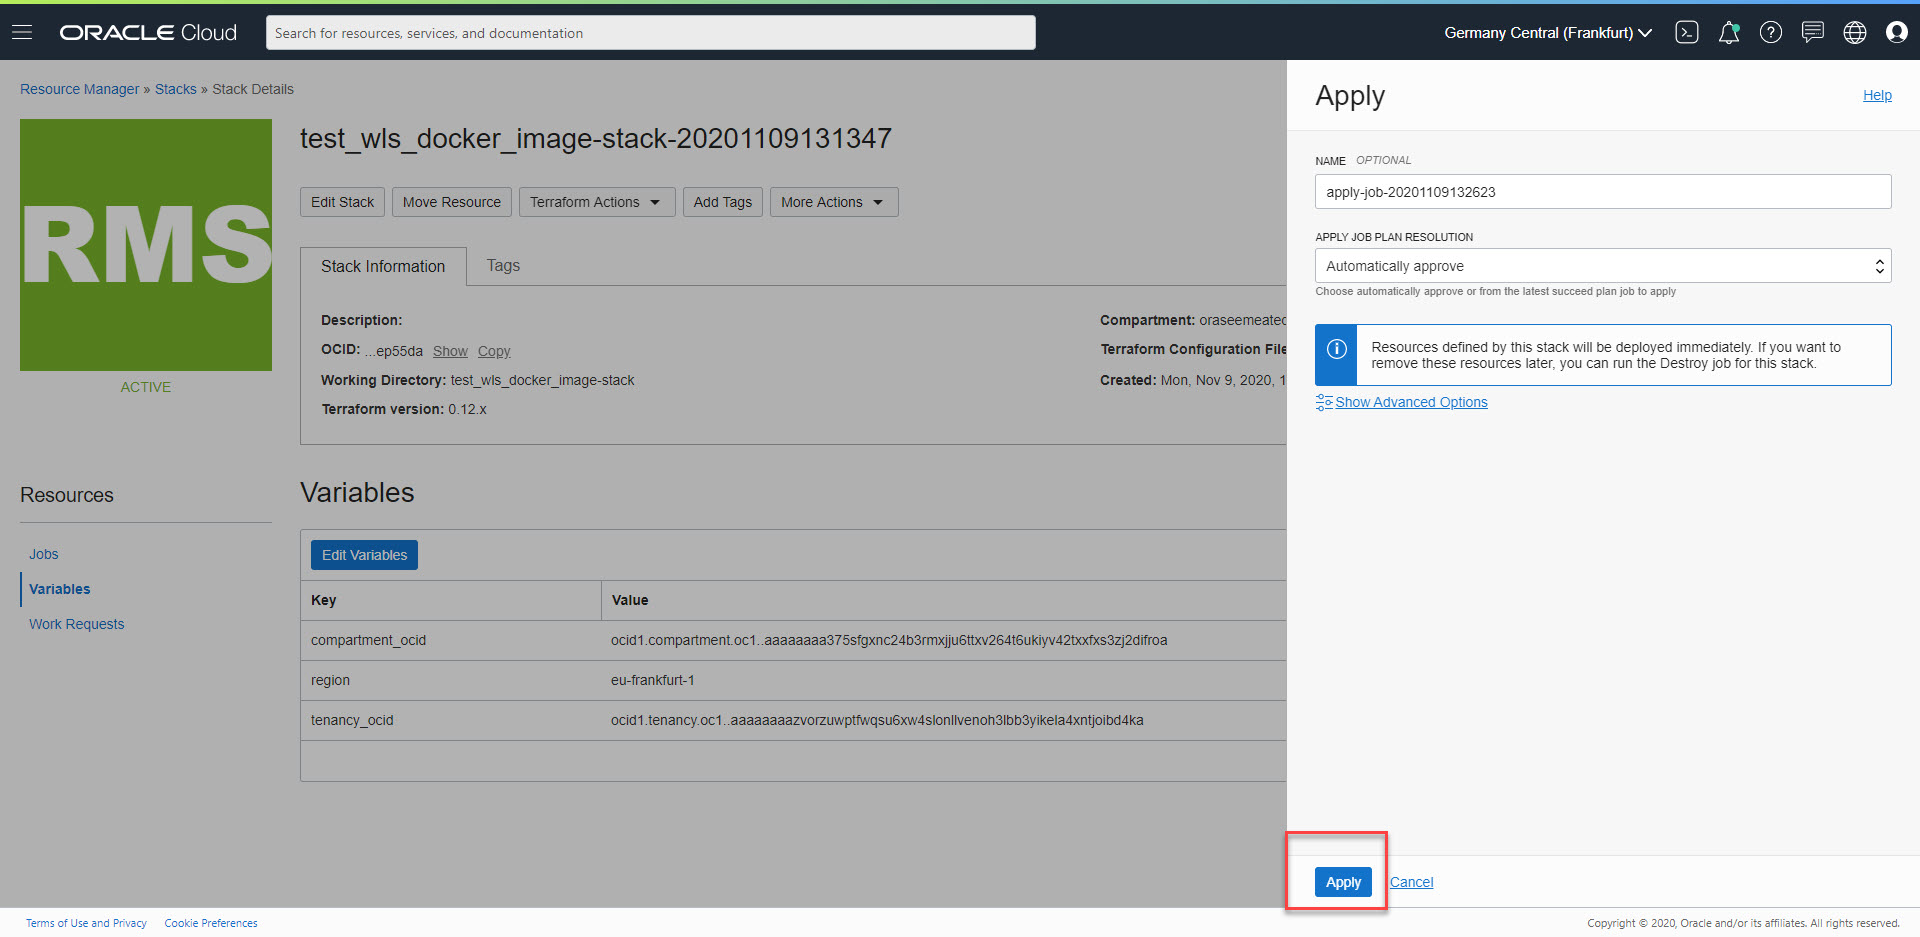 ORACLE Cloud
Search for resources, services, and documentation
Germany Central (Frankfurt)
Resource Manager » Stacks » Stack Details
RMS
ACTIVE
test_wls_docker_image-stack-20201109131347
Edit Stack
Move Resource
Terraform Actions
Add Tags
More Actions
Stack Information
Tags
Description:
OCID: ...ep55da Show Copy
Working Directory: test_wls_docker_image-stack
Terraform version: 0.12.x
Compartment: oraseemeatec
Terraform Configuration File
Created: Mon, Nov 9, 2020, 1
Resources
Jobs
Variables
Work Requests
Variables
Edit Variables
Key Value
compartment_ocid ocid1.compartment.oc1..aaaaaaaa375sfgxnc24b3rmxjju6ttxv264t6ukiyv42txxfxs3zj2difroa
region eu-frankfurt-1
tenancy_ocid ocid1.tenancy.oc1..aaaaaaaazvorzuwptfwqsu6xw4slonllvenoh3lbb3yikela4xntjoibd4ka
Apply
Help
NAME OPTIONAL
apply-job-20201109132623
APPLY JOB PLAN RESOLUTION
Automatically approve
Choose automatically approve or from the latest succeed plan job to apply
Resources defined by this stack will be deployed immediately. If you want to
remove these resources later, you can run the Destroy job for this stack.
Show Advanced Options
Apply
Cancel
Terms of Use and Privacy
Cookie Preferences
Copyright © 2020, Oracle and/or its affiliates. All rights reserved.